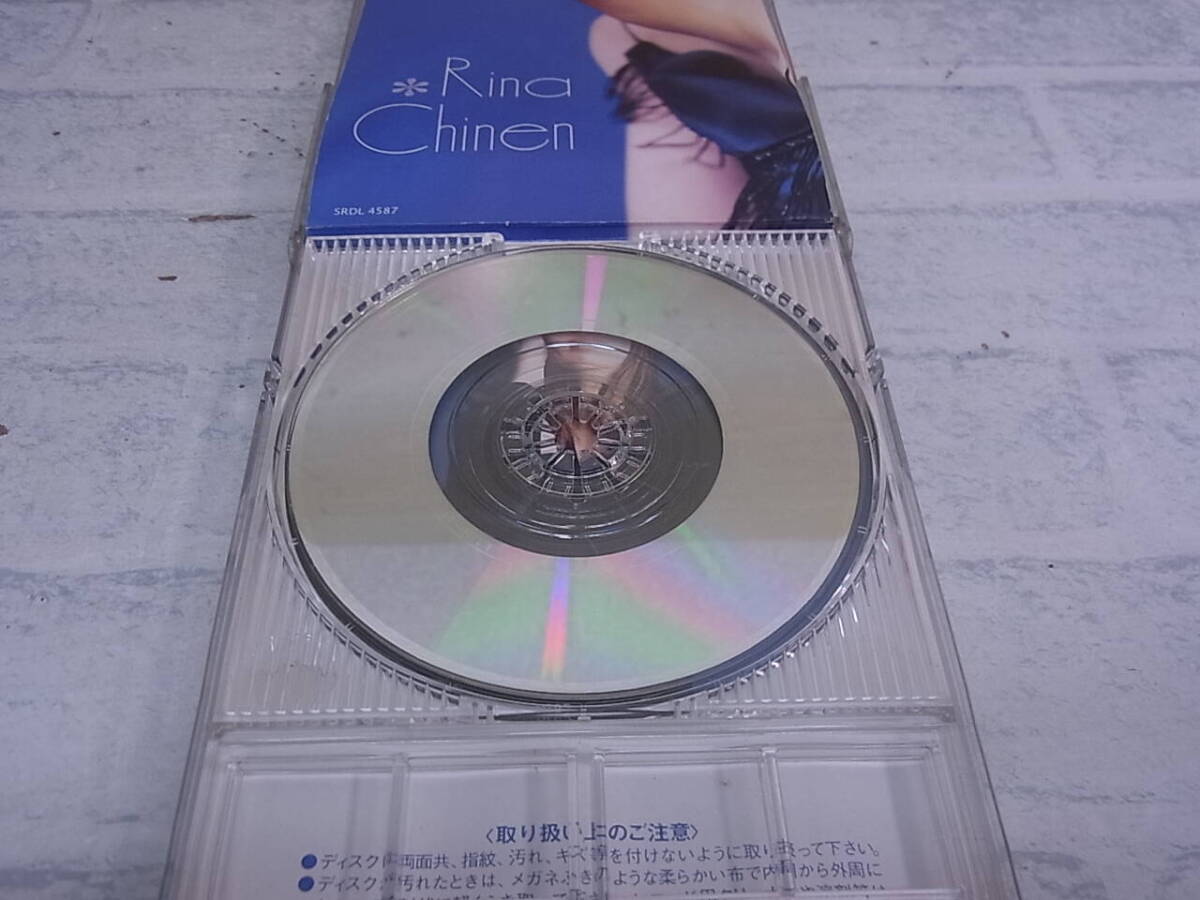 *Rina
Chinen
SRDL 4587
〈取り扱い上のご注意〉
●ディスクは両面共、指紋、汚れ、キズ等を付けないように取り扱って下さい。
●ディスクが汚れたときは、メガネふきのような柔らかい布で内周から外周に